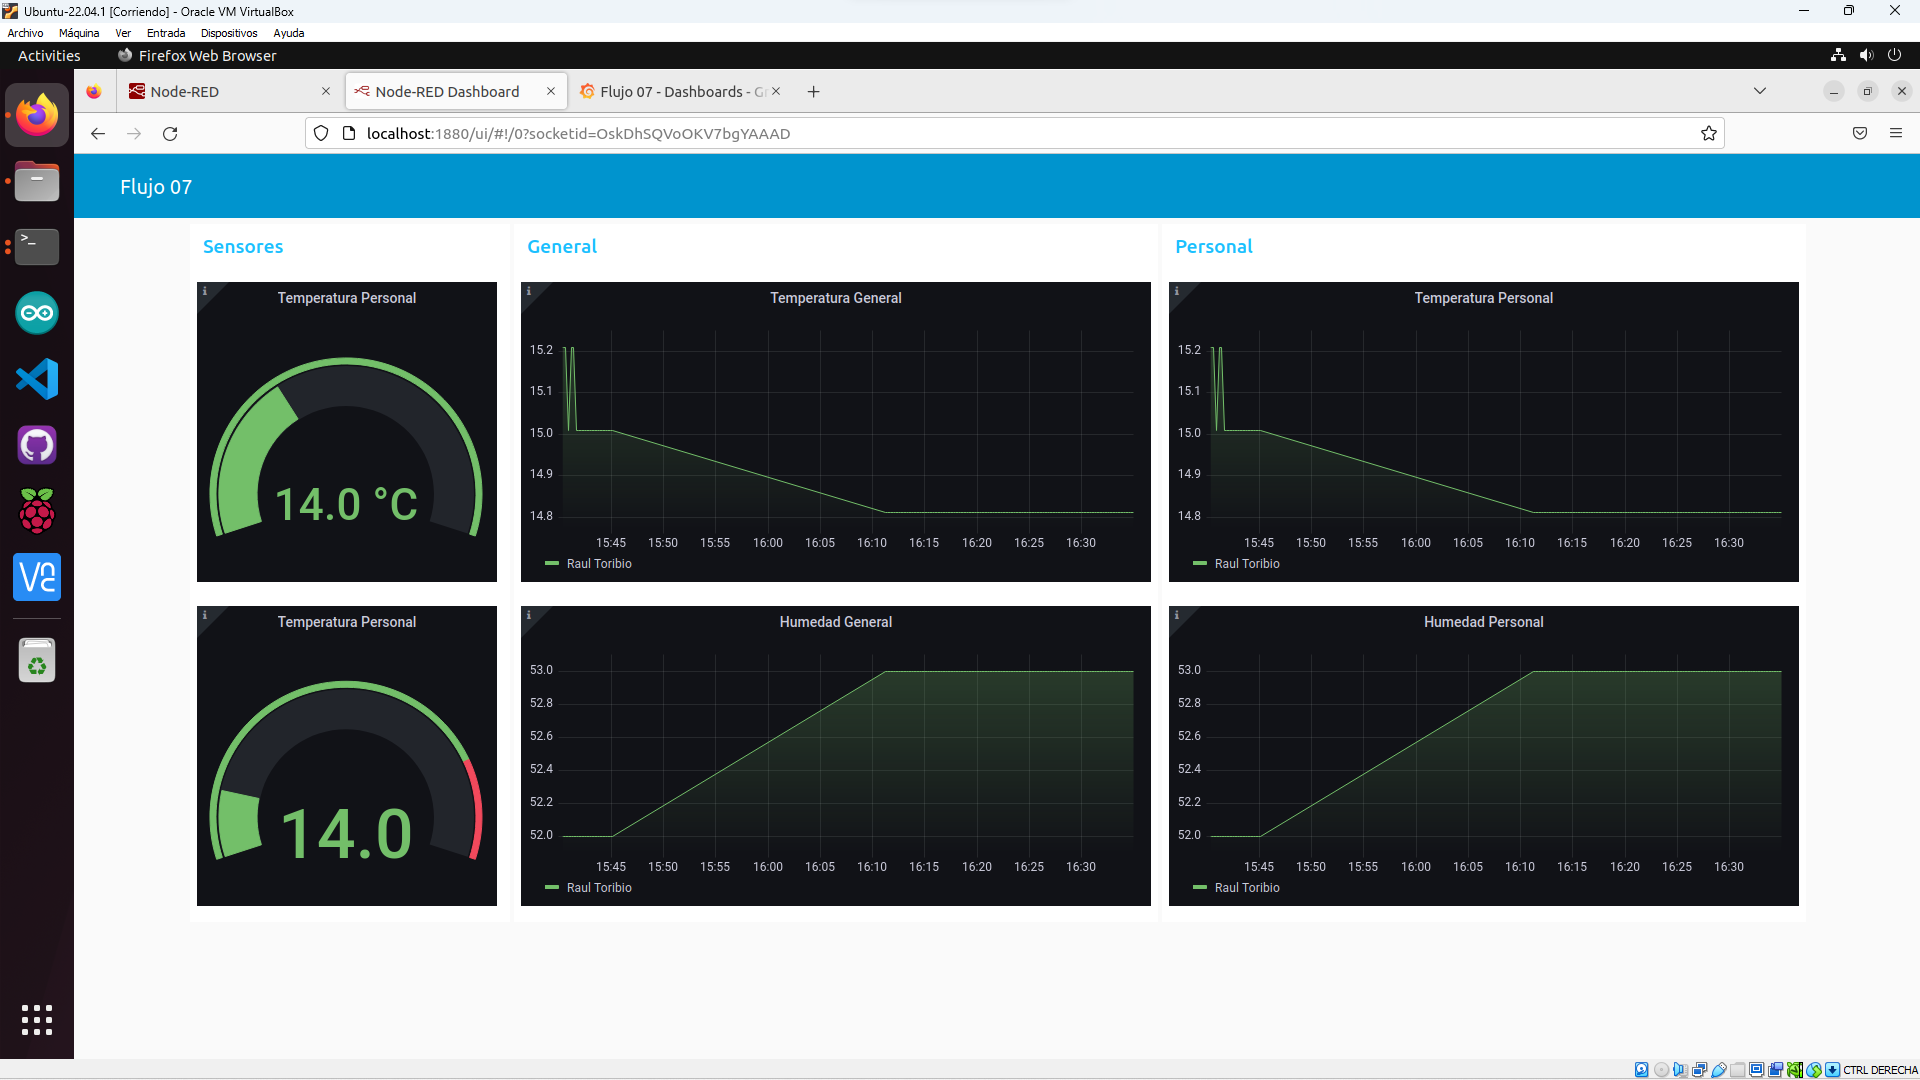 Ubuntu-22.04.1 [Corriendo] - Oracle VM VirtualBox
Archivo Máquina Ver Entrada Dispositivos Ayuda
Activities Firefox Web Browser
Node-RED
Node-RED Dashboard
Flujo 07 - Dashboards - Gr
localhost:1880/ui/#!/0?socketid=OskDhSQVoOKV7bgYAAAD
Flujo 07
Sensores
Temperatura Personal
14.0 °C
Temperatura Personal
14.0
General
Temperatura General
15.2
15.1
15.0
14.9
14.8
15:45 15:50 15:55 16:00 16:05 16:10 16:15 16:20 16:25 16:30
Raul Toribio
Humedad General
53.0
52.8
52.6
52.4
52.2
52.0
15:45 15:50 15:55 16:00 16:05 16:10 16:15 16:20 16:25 16:30
Raul Toribio
Personal
Temperatura Personal
15.2
15.1
15.0
14.9
14.8
15:45 15:50 15:55 16:00 16:05 16:10 16:15 16:20 16:25 16:30
Raul Toribio
Humedad Personal
53.0
52.8
52.6
52.4
52.2
52.0
15:45 15:50 15:55 16:00 16:05 16:10 16:15 16:20 16:25 16:30
Raul Toribio
CTRL DERECHA